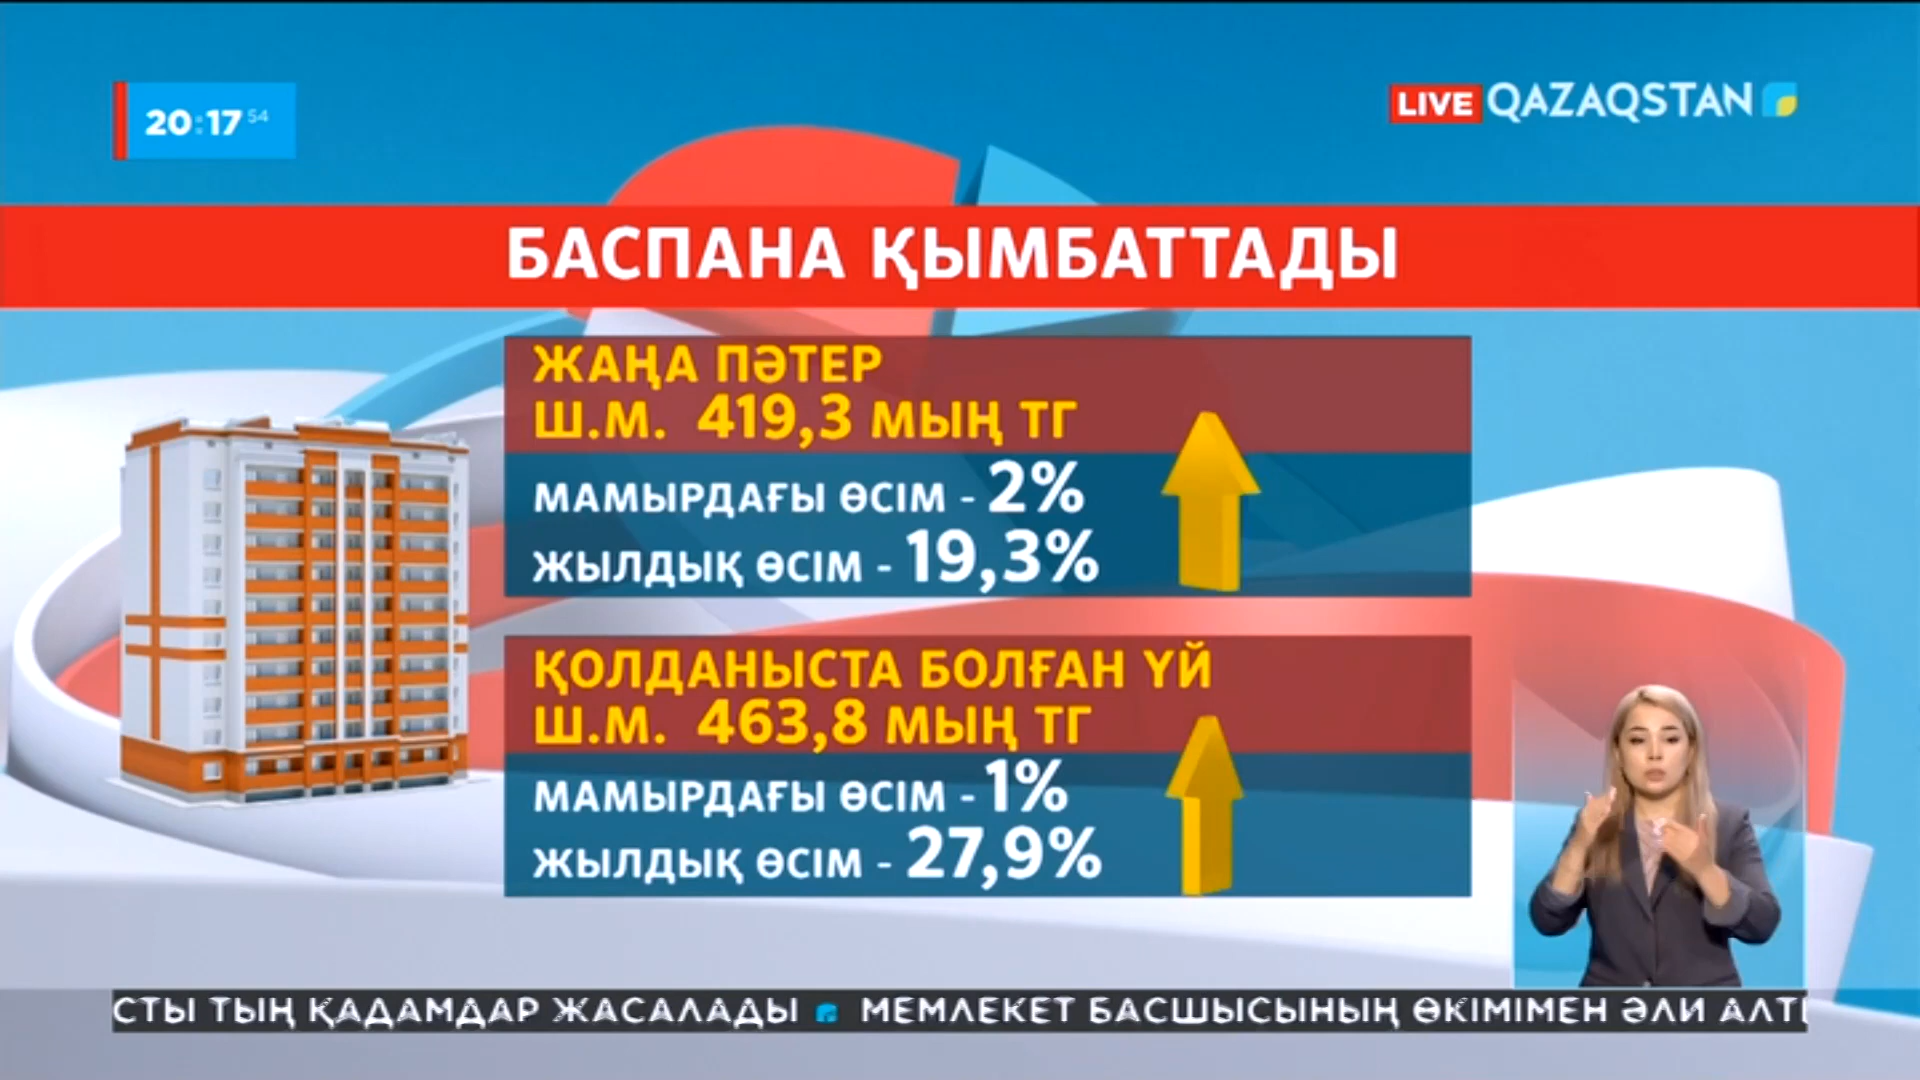 20:17 54
LIVE QAZAQSTAN
БАСПАНА ҚЫМБАТТАДЫ
ЖАҢА ПӘТЕР
Ш.М. 419,3 МЫҢ ТГ
МАМЫРДАҒЫ ӨСІМ - 2%
ЖЫЛДЫҚ ӨСІМ - 19,3%
ҚОЛДАНЫСТА БОЛҒАН ҮЙ
Ш.М. 463,8 МЫҢ ТГ
МАМЫРДАҒЫ ӨСІМ - 1%
ЖЫЛДЫҚ ӨСІМ - 27,9%
СТЫ ТЫҢ ҚАДАМДАР ЖАСАЛАДЫ МЕМЛЕКЕТ БАСШЫСЫНЫҢ ӨКІМІМЕН ӘЛИ АЛТ